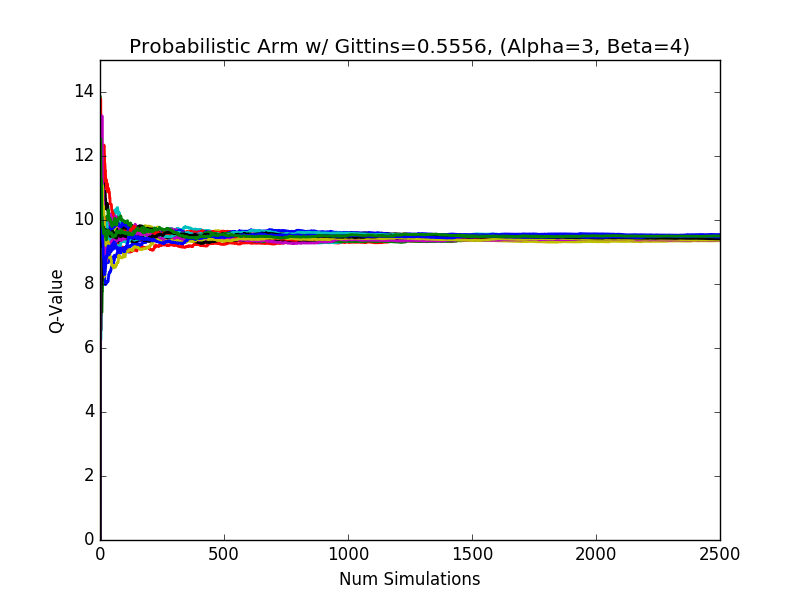 Probabilistic Arm w/ Gittins=0.5556, (Alpha=3, Beta=4)
14
12
10
8
6
4
2
0
Q-Value
0 500 1000 1500 2000 2500
Num Simulations